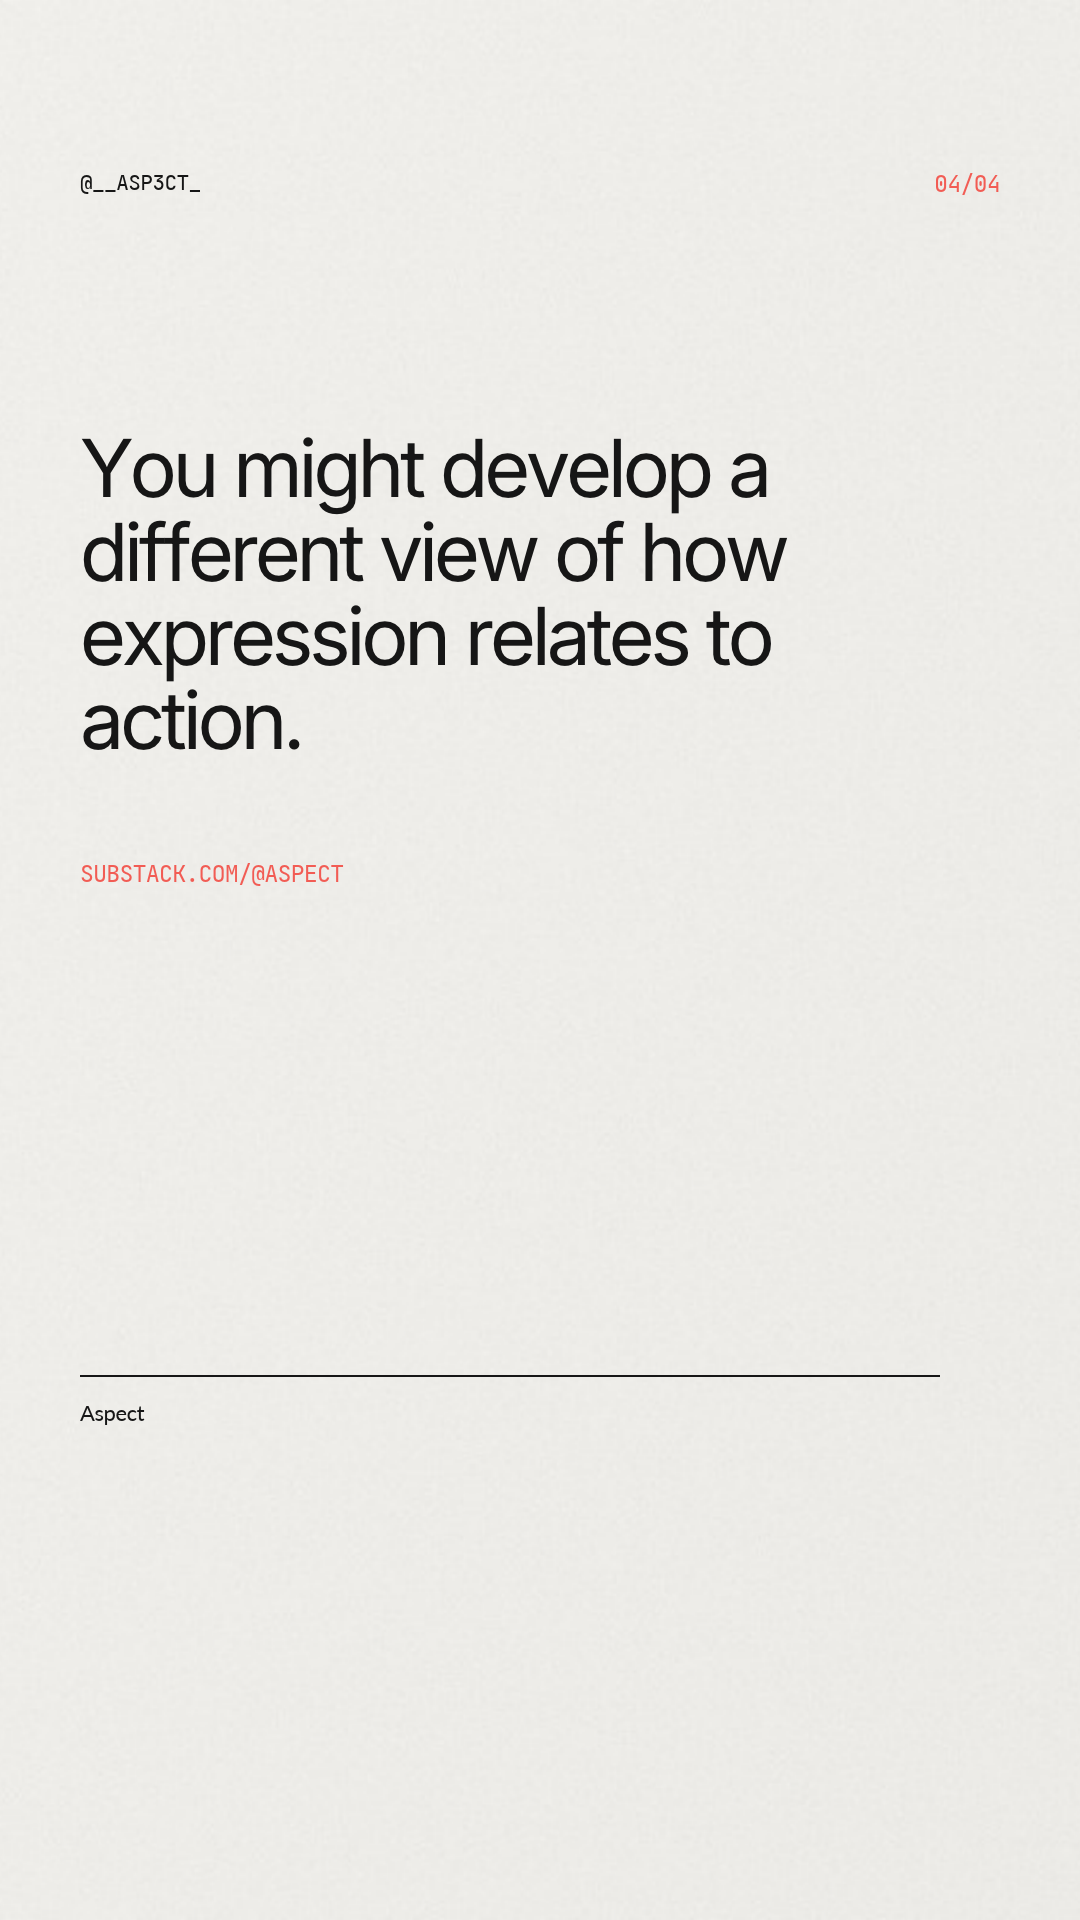 @__ASP3CT_
04/04
You might develop a
different view of how
expression relates to
action.
SUBSTACK.COM/@ASPECT
Aspect